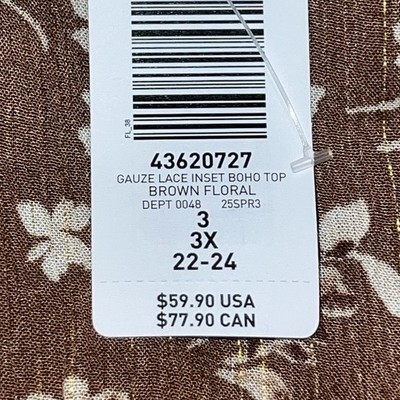 FL_38
43620727
GAUZE LACE INSET BOHO TOP
BROWN FLORAL
DEPT 0048 25SPR3
3
3X
22-24
$59.90 USA
$77.90 CAN